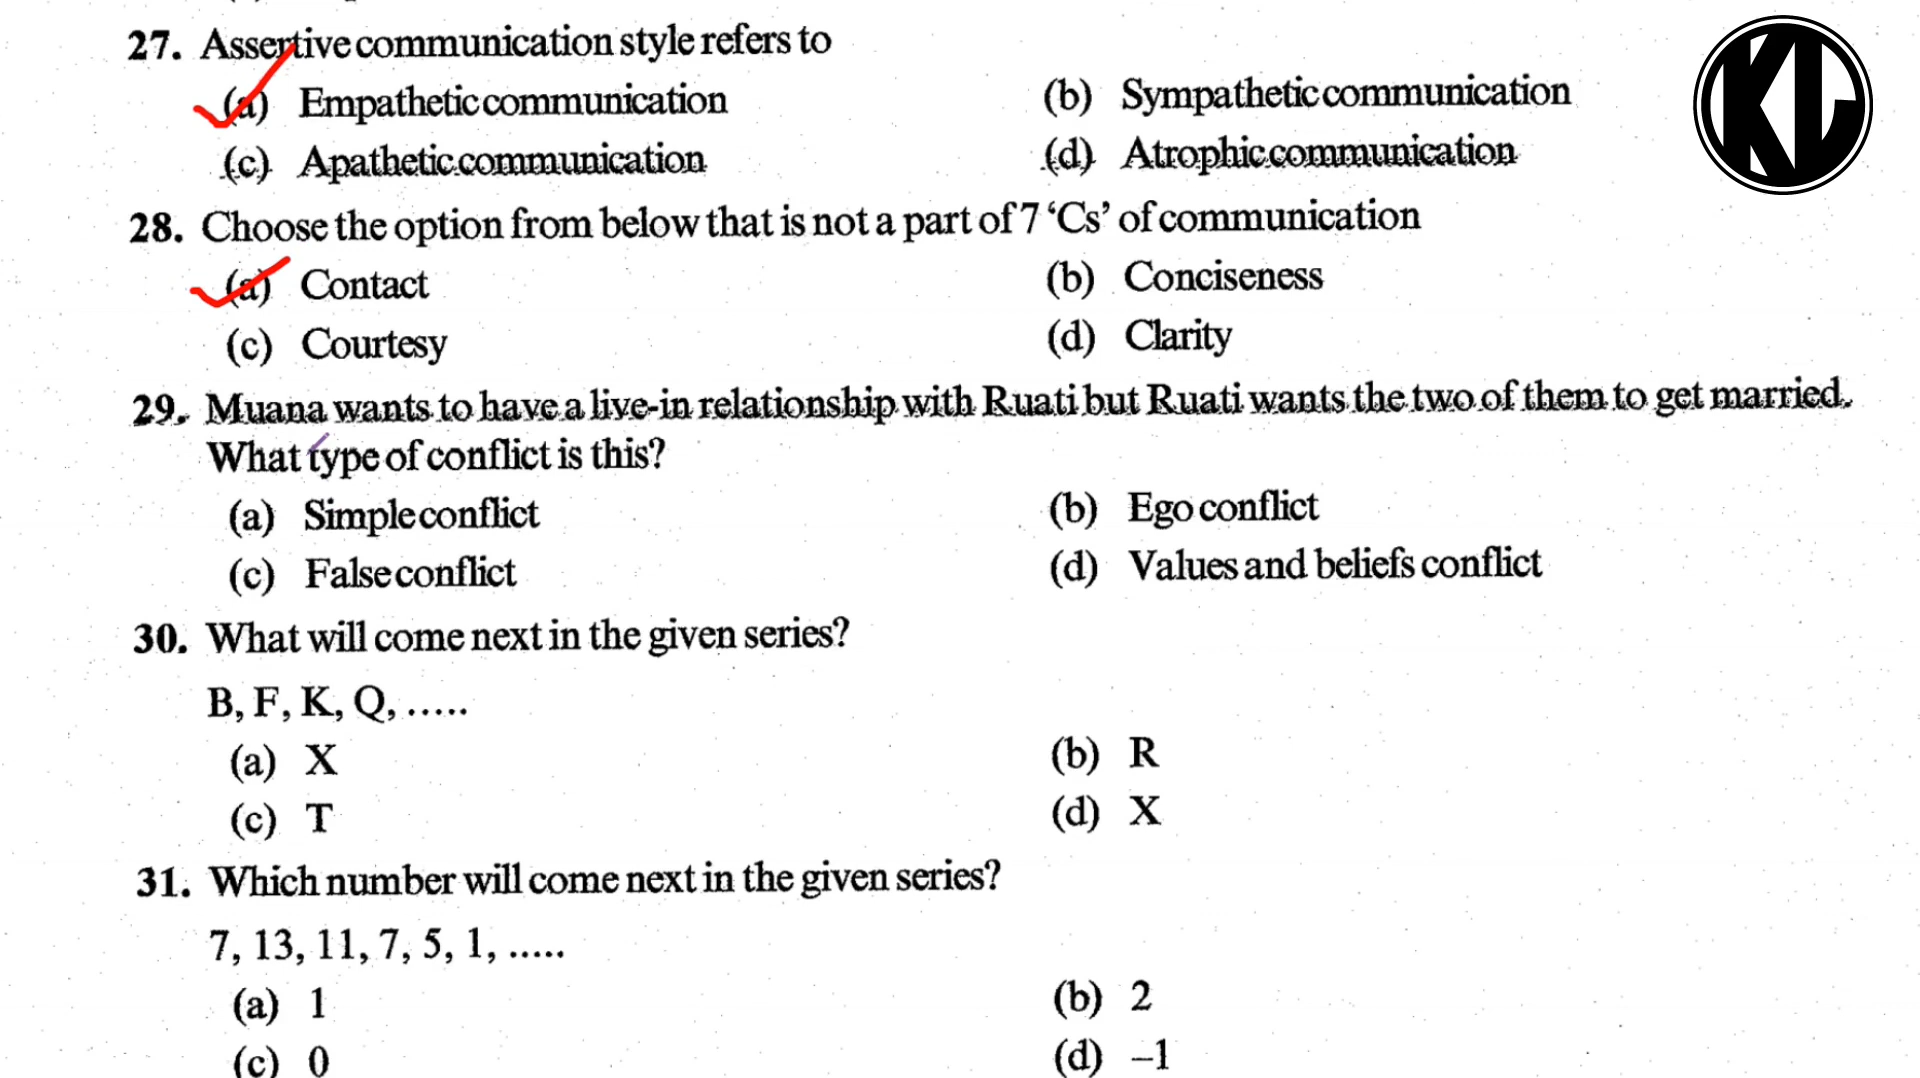 27. Assertive communication style refers to
(a) Empathetic communication (b) Sympathetic communication
(c) Apathetic communication (d) Atrophic communication
28. Choose the option from below that is not a part of 7 ‘Cs’ of communication
(a) Contact (b) Conciseness
(c) Courtesy (d) Clarity
29. Muana wants to have a live-in relationship with Ruati but Ruati wants the two of them to get married.
What type of conflict is this?
(a) Simple conflict (b) Ego conflict
(c) False conflict (d) Values and beliefs conflict
30. What will come next in the given series?
B, F, K, Q, .....
(a) X (b) R
(c) T (d) X
31. Which number will come next in the given series?
7, 13, 11, 7, 5, 1, .....
(a) 1 (b) 2
(c) 0 (d) –1
KL